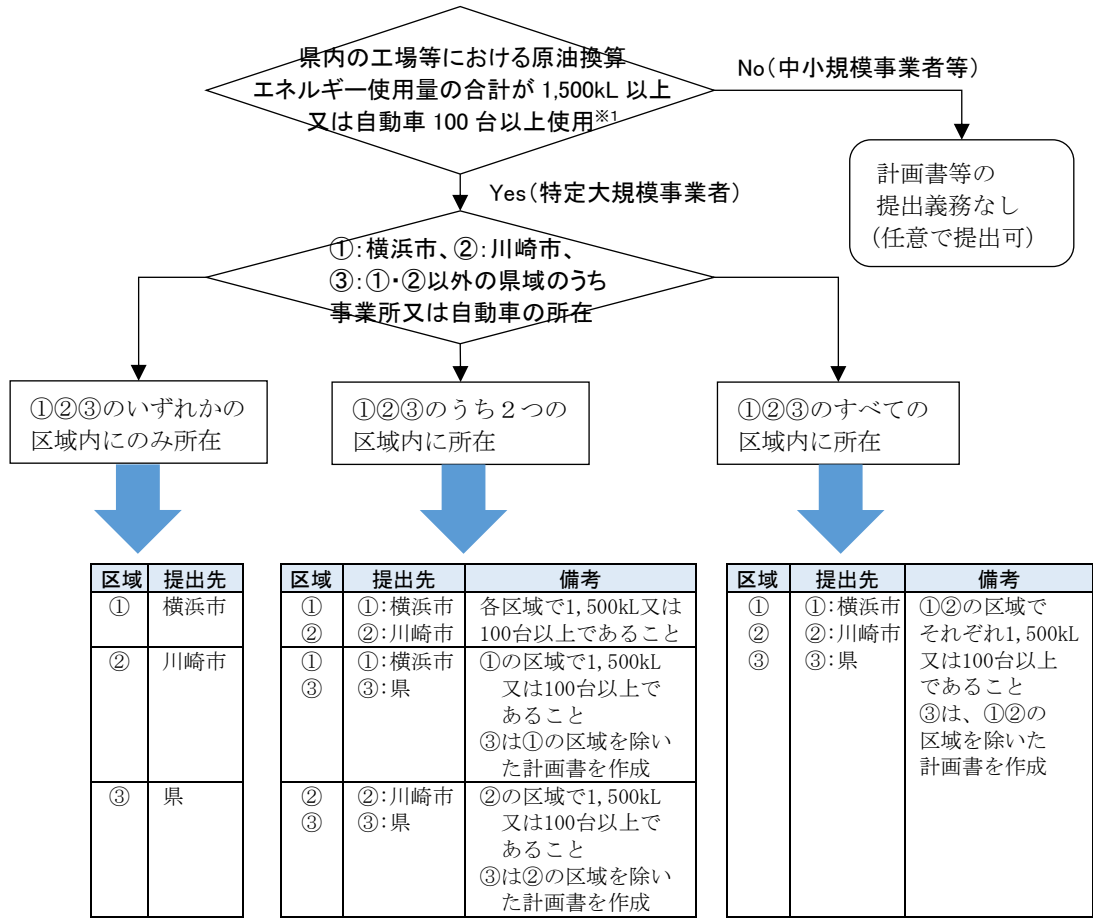 県内の工場等における原油換算
エネルギー使用量の合計が 1,500kL 以上
又は自動車 100 台以上使用※1
No(中小規模事業者等)
計画書等の
提出義務なし
(任意で提出可)
Yes(特定大規模事業者)
①:横浜市、②:川崎市、
③:①・②以外の県域のうち
事業所又は自動車の所在
①②③のいずれかの
区域内にのみ所在
①②③のうち２つの
区域内に所在
①②③のすべての
区域内に所在
区域 提出先
① 横浜市
② 川崎市
③ 県
区域 提出先 備考
① ①:横浜市 各区域で1,500kL又は
② ②:川崎市 100台以上であること
① ①:横浜市 ①の区域で1,500kL
③ ③:県 又は100台以上で
あること
③は①の区域を除い
た計画書を作成
② ②:川崎市 ②の区域で1,500kL
③ ③:県 又は100台以上で
あること
③は②の区域を除い
た計画書を作成
区域 提出先 備考
① ①:横浜市 ①②の区域で
② ②:川崎市 それぞれ1,500kL
③ ③:県 又は100台以上
であること
③は、①②の
区域を除いた
計画書を作成